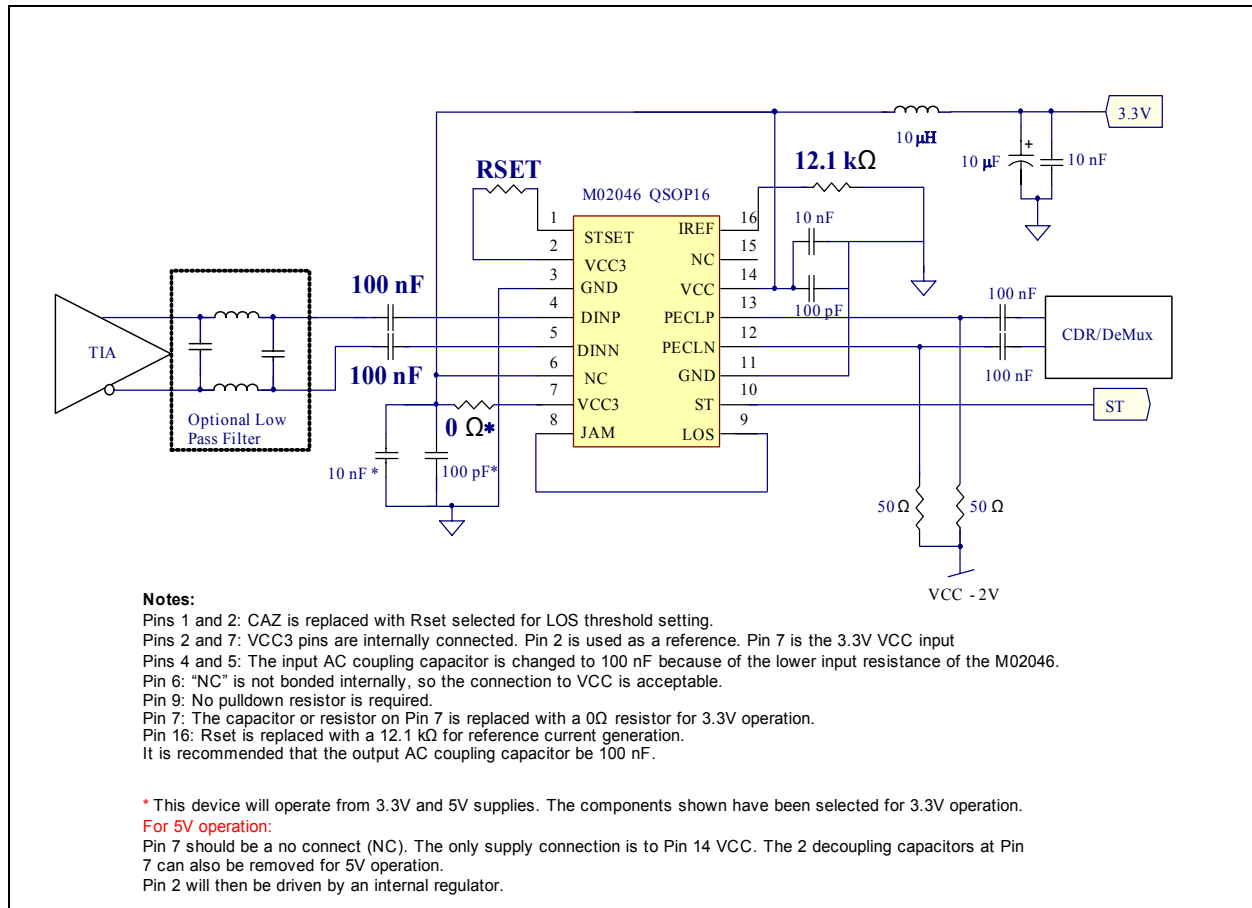 3.3V
10 µH
10 µF
+
10 nF
12.1 kΩ
RSET
M02046 QSOP16
1
STSET
2
VCC3
3
GND
4
DINP
5
DINN
6
NC
7
VCC3
8
JAM
16
IREF
15
NC
14
VCC
13
PECLP
12
PECLN
11
GND
10
ST
9
LOS
10 nF
100 pF
100 nF
100 nF
TIA
Optional Low
Pass Filter
0 Ω*
10 nF *
100 pF*
100 nF
100 nF
CDR/DeMux
ST
50 Ω
50 Ω
VCC - 2V
Notes:
Pins 1 and 2: CAZ is replaced with Rset selected for LOS threshold setting.
Pins 2 and 7: VCC3 pins are internally connected. Pin 2 is used as a reference. Pin 7 is the 3.3V VCC input
Pins 4 and 5: The input AC coupling capacitor is changed to 100 nF because of the lower input resistance of the M02046.
Pin 6: “NC” is not bonded internally, so the connection to VCC is acceptable.
Pin 9: No pulldown resistor is required.
Pin 7: The capacitor or resistor on Pin 7 is replaced with a 0Ω resistor for 3.3V operation.
Pin 16: Rset is replaced with a 12.1 kΩ for reference current generation.
It is recommended that the output AC coupling capacitor be 100 nF.
* This device will operate from 3.3V and 5V supplies. The components shown have been selected for 3.3V operation.
For 5V operation:
Pin 7 should be a no connect (NC). The only supply connection is to Pin 14 VCC. The 2 decoupling capacitors at Pin
7 can also be removed for 5V operation.
Pin 2 will then be driven by an internal regulator.